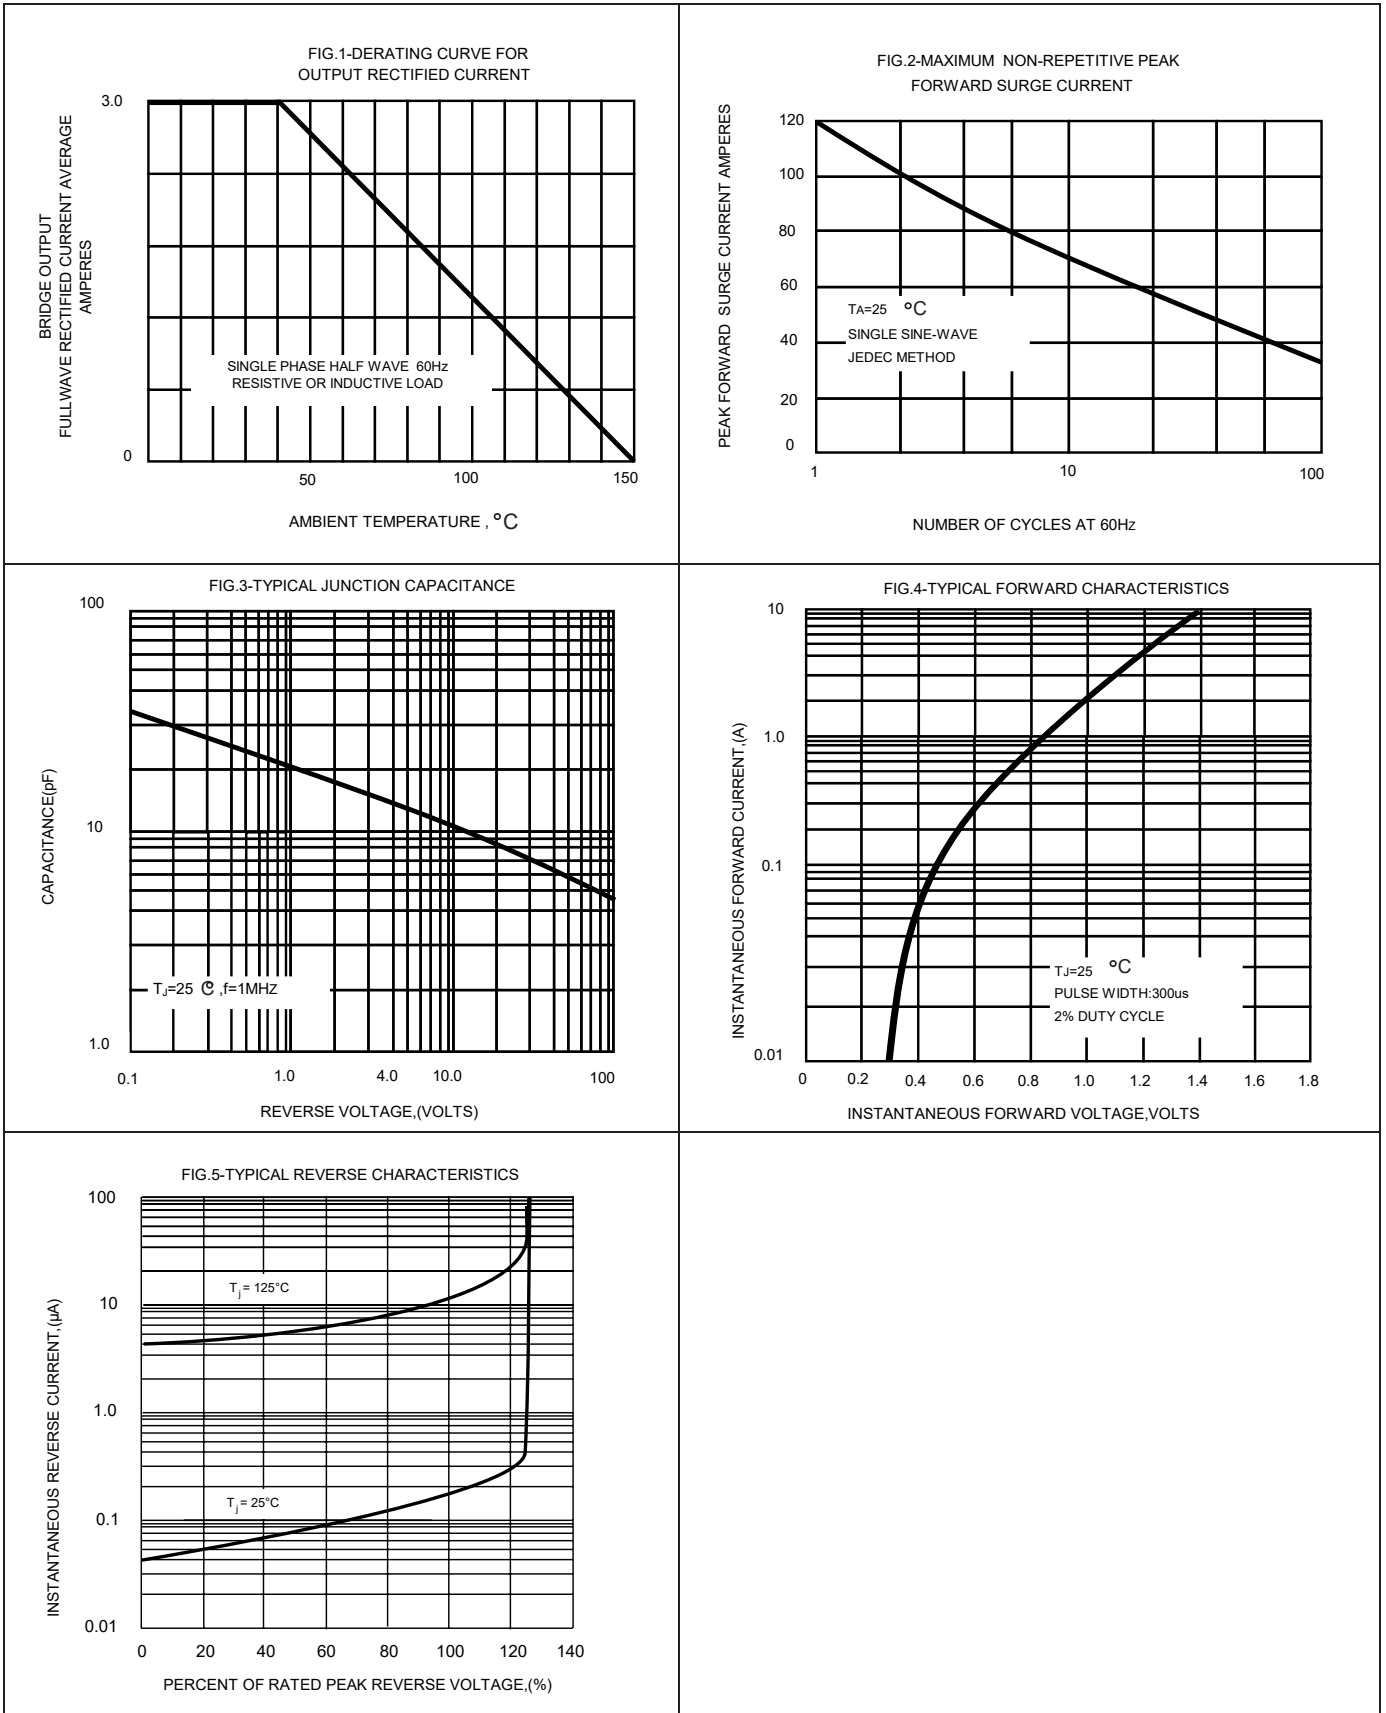 FIG.1-DERATING CURVE FOR
OUTPUT RECTIFIED CURRENT
3.0
0
BRIDGE OUTPUT
FULLWAVE RECTIFIED CURRENT AVERAGE
AMPERES
SINGLE PHASE HALF WAVE 60Hz
RESISTIVE OR INDUCTIVE LOAD
50 100 150
AMBIENT TEMPERATURE , °C
FIG.2-MAXIMUM NON-REPETITIVE PEAK
FORWARD SURGE CURRENT
PEAK FORWARD SURGE CURRENT AMPERES
120
100
80
60
40
20
0
TA=25 °C
SINGLE SINE-WAVE
JEDEC METHOD
1 10 100
NUMBER OF CYCLES AT 60Hz
FIG.3-TYPICAL JUNCTION CAPACITANCE
100
10
1.0
CAPACITANCE(pF)
TJ=25 ℃ ,f=1MHZ
0.1 1.0 4.0 10.0 100
REVERSE VOLTAGE,(VOLTS)
FIG.4-TYPICAL FORWARD CHARACTERISTICS
INSTANTANEOUS FORWARD CURRENT,(A)
10
1.0
0.1
0.01
TJ=25 °C
PULSE WIDTH:300us
2% DUTY CYCLE
0 0.2 0.4 0.6 0.8 1.0 1.2 1.4 1.6 1.8
INSTANTANEOUS FORWARD VOLTAGE,VOLTS
FIG.5-TYPICAL REVERSE CHARACTERISTICS
INSTANTANEOUS REVERSE CURRENT,(µA)
100
10
1.0
0.1
0.01
Tj = 125°C
Tj = 25°C
0 20 40 60 80 100 120 140
PERCENT OF RATED PEAK REVERSE VOLTAGE,(%)